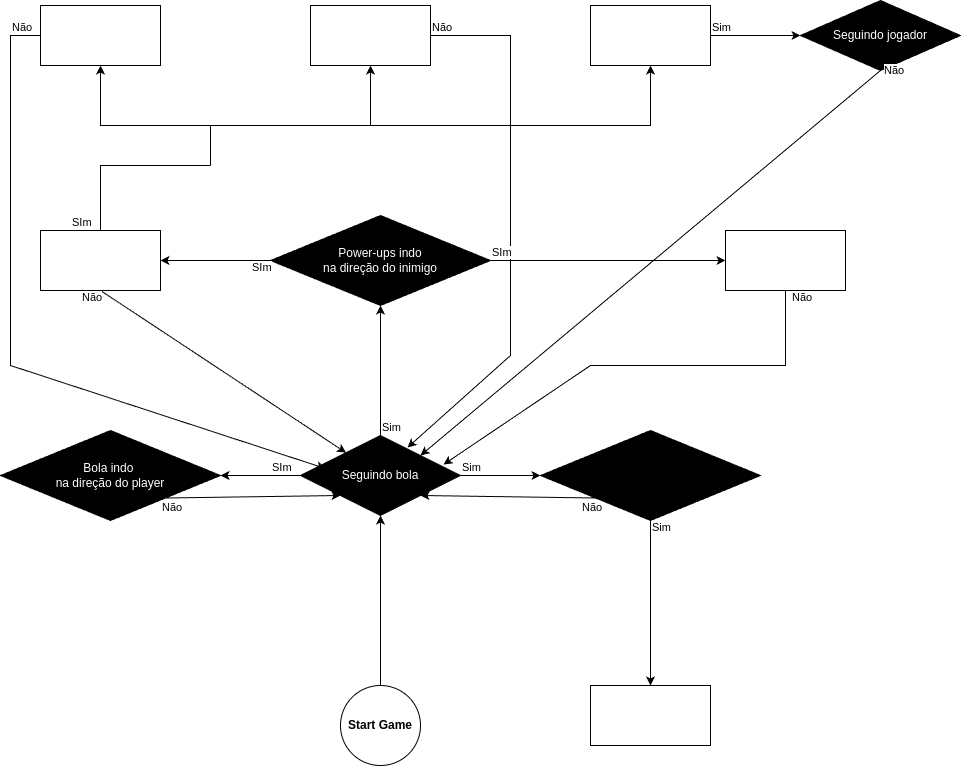 Não
Não
Sim
Seguindo jogador
Não
SIm
Power-ups indo
na direção do inimigo
SIm
SIm
Não
Não
Sim
Bola indo
na direção do player
SIm
Seguindo bola
Sim
Não
Não
Sim
Start Game